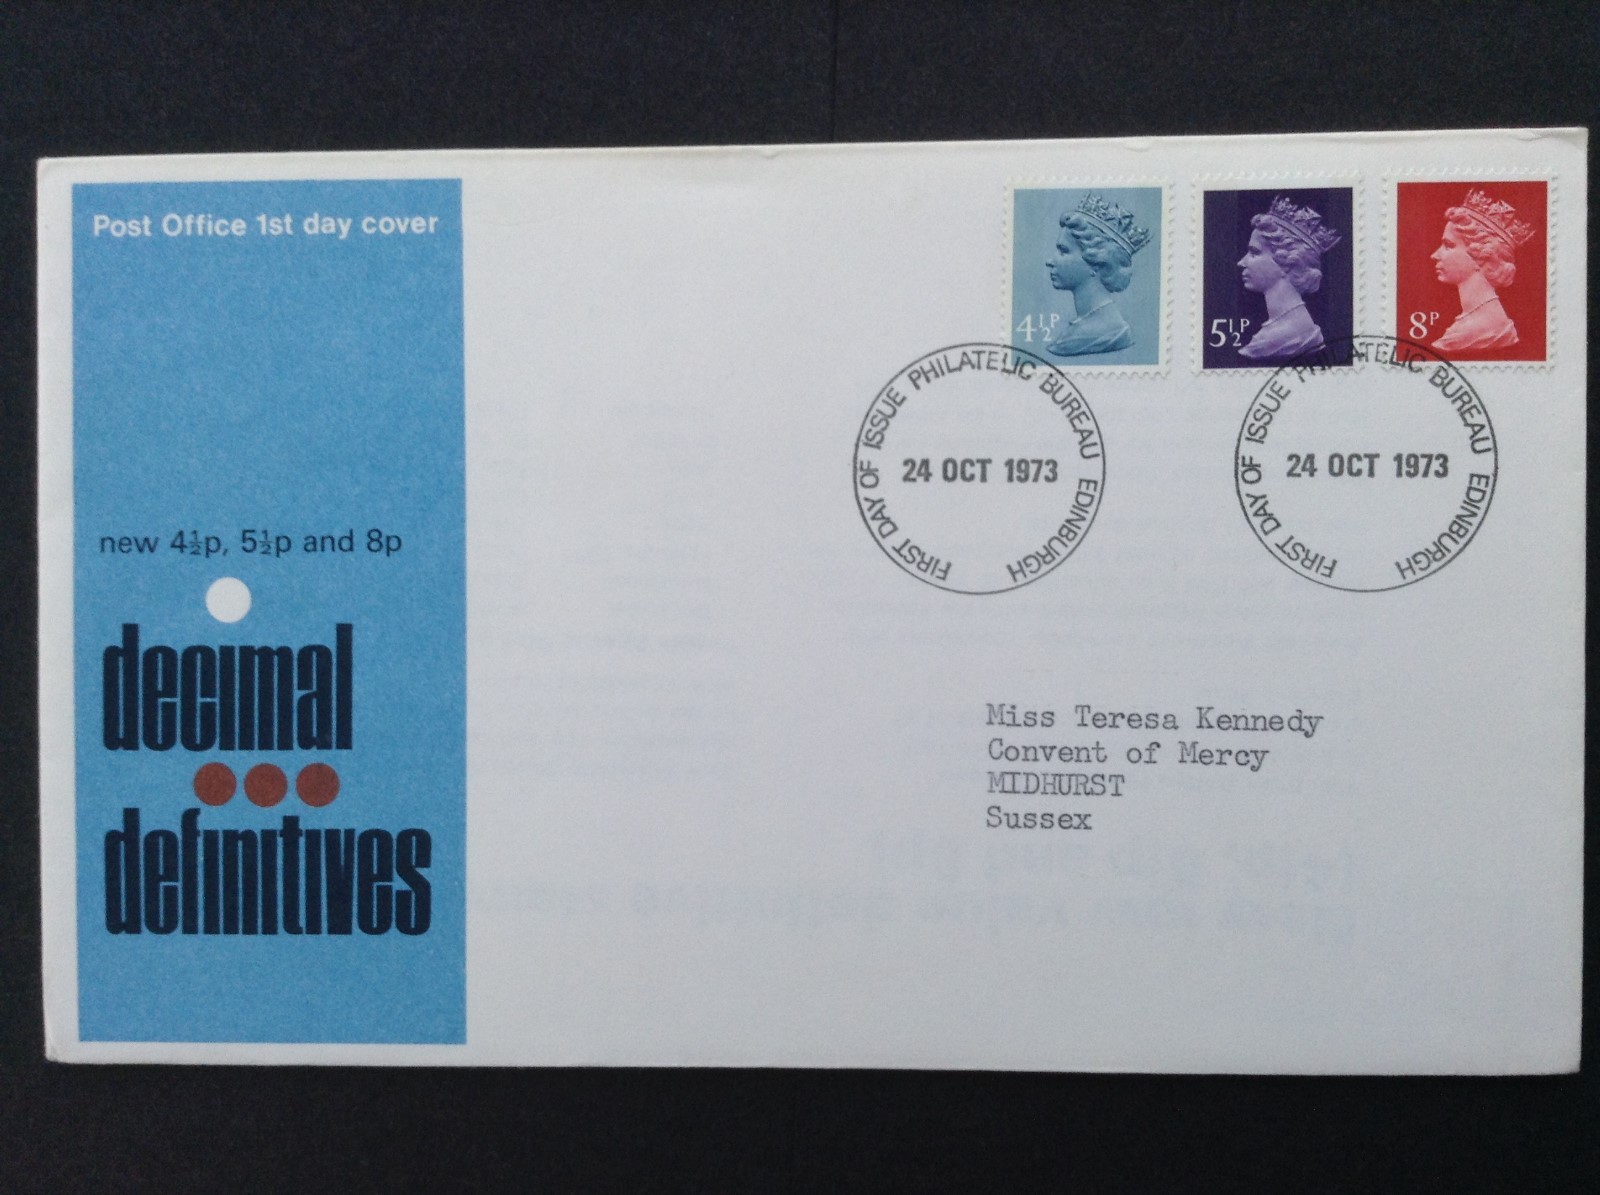 Post Office 1st day cover
4½P
5½P
8P
FIRST DAY OF ISSUE PHILATELIC BUREAU EDINBURGH
24 OCT 1973
FIRST DAY OF ISSUE PHILATELIC BUREAU EDINBURGH
24 OCT 1973
new 4½p, 5½p and 8p
decimal
definitives
Miss Teresa Kennedy
Convent of Mercy
MIDHURST
Sussex